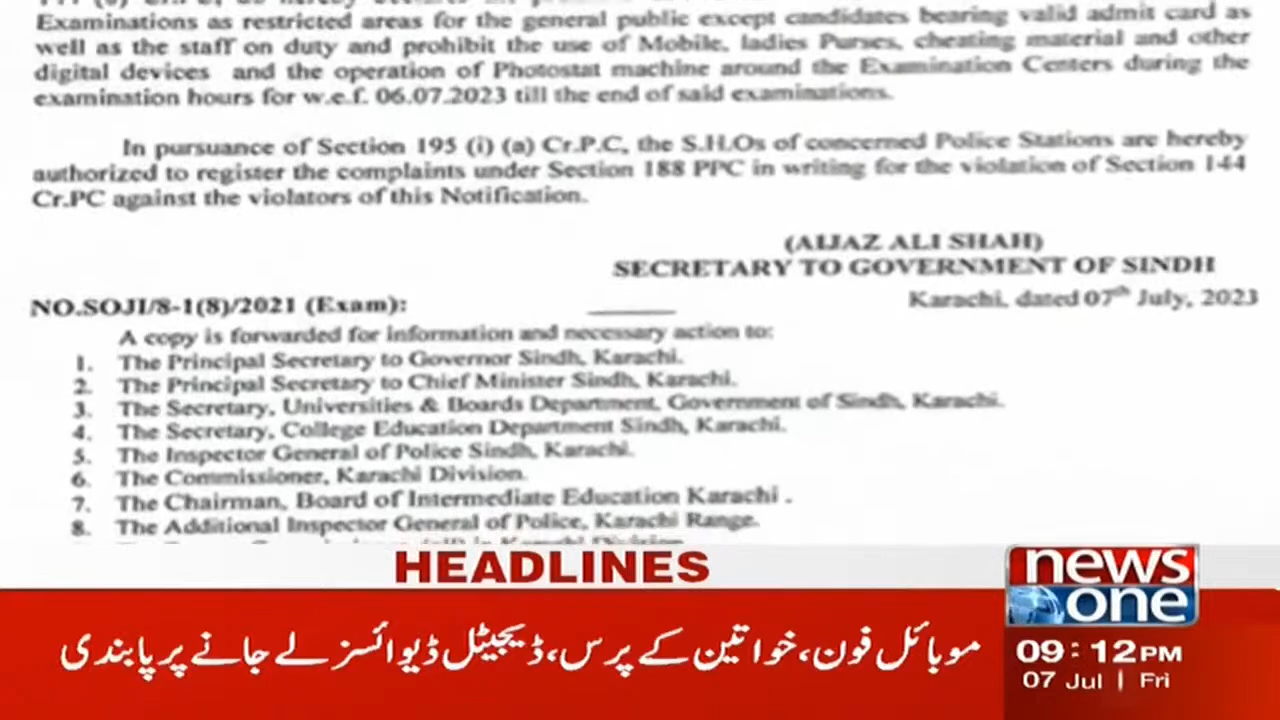 Examinations as restricted areas for the general public except candidates bearing valid admit card as
well as the staff on duty and prohibit the use of Mobile, ladies Purses, cheating material and other
digital devices and the operation of Photostat machine around the Examination Centers during the
examination hours for w.e.f. 06.07.2023 till the end of said examinations.
In pursuance of Section 195 (i) (a) Cr.P.C, the S.H.Os of concerned Police Stations are hereby
authorized to register the complaints under Section 188 PPC in writing for the violation of Section 144
Cr.PC against the violators of this Notification.
(AIJAZ ALI SHAH)
SECRETARY TO GOVERNMENT OF SINDH
NO.SOJI/8-1(8)/2021 (Exam):
Karachi, dated 07th July, 2023
A copy is forwarded for information and necessary action to:
1. The Principal Secretary to Governor Sindh, Karachi.
2. The Principal Secretary to Chief Minister Sindh, Karachi.
3. The Secretary, Universities & Boards Department, Government of Sindh, Karachi.
4. The Secretary, College Education Department Sindh, Karachi.
5. The Inspector General of Police Sindh, Karachi.
6. The Commissioner, Karachi Division.
7. The Chairman, Board of Intermediate Education Karachi .
8. The Additional Inspector General of Police, Karachi Range.
HEADLINES
news
one
موبائل فون، خواتین کے پرس، ڈیجیٹل ڈیوائسز لے جانے پر پابندی
09:12PM
07 Jul | Fri